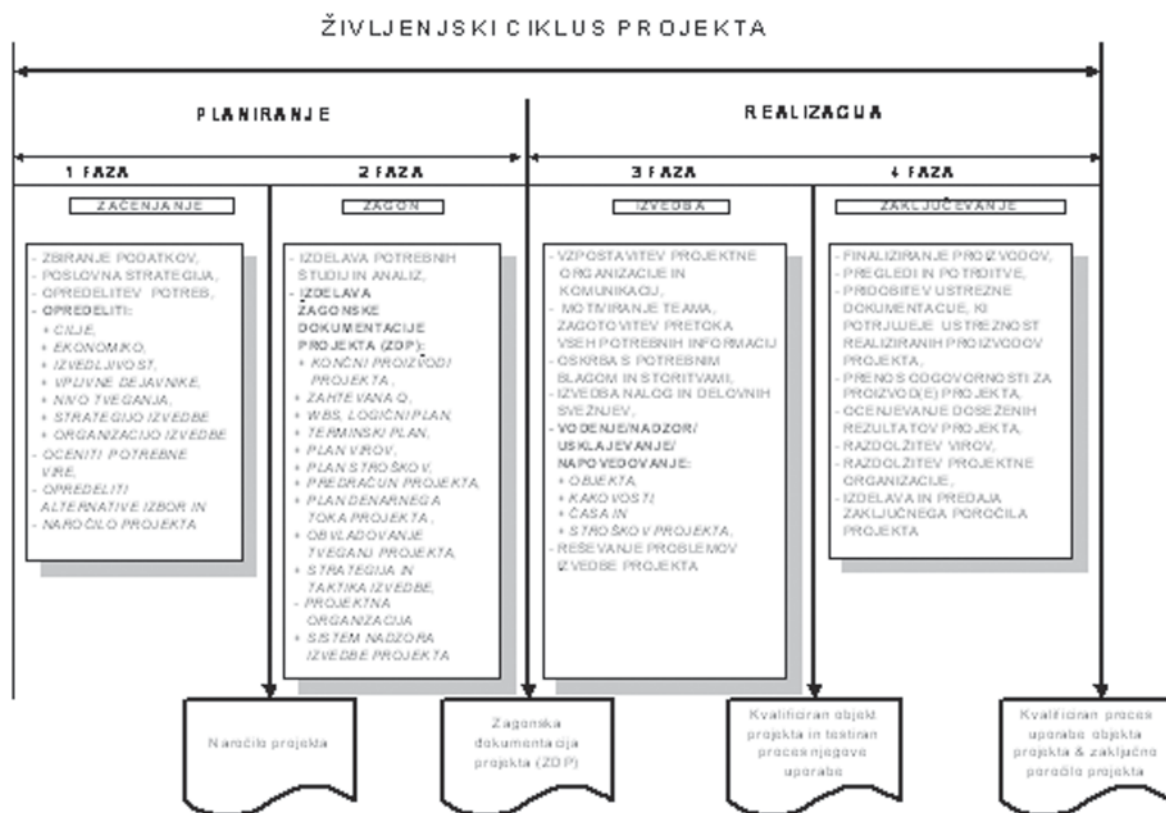 ŽIVLJENJSKI CIKLUS PROJEKTA
PLANIRANJE
REALIZACIJA
1 FAZA
2 FAZA
3 FAZA
4 FAZA
ZAČENJANJE
ZAGON
IZVEDBA
ZAKLJUČEVANJE
- ZBIRANJE PODATKOV,
- POSLOVNA STRATEGIJA,
- OPREDELITEV POTREB,
- OPREDELITI:
+ CILJE,
+ EKONOMIKO,
+ IZVEDLJIVOST,
+ VPLIVNE DEJAVNIKE,
+ NIVO TVEGANJA,
+ STRATEGIJO IZVEDBE
+ ORGANIZACIJO IZVEDBE
- OCENITI POTREBNE
VIRE,
- OPREDELITI
ALTERNATIVE IZBOR IN
- NAROČILO PROJEKTA
- IZDELAVA POTREBNIH
ŠTUDIJ IN ANALIZ,
- IZDELAVA
ZAGONSKE
DOKUMENTACIJE
PROJEKTA (ZDP):
+ KONČNI PROIZVODI
PROJEKTA,
+ ZAHTEVANA Q,
+ WBS, LOGIČNI PLAN,
+ TERMINSKI PLAN,
+ PLAN VIROV,
+ PLAN STROŠKOV,
+ PREDRAČUN PROJEKTA,
+ PLAN DENARNEGA
TOKA PROJEKTA,
+ OBVLADOVANJE
TVEGANJ PROJEKTA,
+ STRATEGIJA IN
TAKTIKA IZVEDBE,
- PROJEKTNA
ORGANIZACIJA
+ SISTEM NADZORA
IZVEDBE PROJEKTA
- VZPOSTAVITEV PROJEKTNE
ORGANIZACIJE IN
KOMUNIKACIJ,
- MOTIVIRANJE TEAMA,
ZAGOTOVITEV PRETOKA
VSEH POTREBNIH INFORMACIJ
- OSKRBA S POTREBNIM
BLAGOM IN STORITVAMI,
- IZVEDBA NALOG IN DELOVNIH
SVEŽNJEV,
- VODENJE/NADZOR/
USKLAJEVANJE/
NAPOVEDOVANJE:
+ OBJEKTA,
+ KAKOVOSTI,
+ ČASA IN
+ STROŠKOV PROJEKTA,
- REŠEVANJE PROBLEMOV
IZVEDBE PROJEKTA
- FINALIZIRANJE PROIZVODOV,
- PREGLEDI IN POTRDITVE,
- PRIDOBITEV USTREZNE
DOKUMENTACIJE, KI
POTRJUJEJE USTREZNOST
REALIZIRANIH PROIZVODOV
PROJEKTA,
- PRENOS ODGOVORNOSTI ZA
PROIZVOD(E) PROJEKTA,
- OCENJEVANJE DOSEŽENIH
REZULTATOV PROJEKTA,
- RAZDOLŽITEV VIROV,
- RAZDOLŽITEV PROJEKTNE
ORGANIZACIJE,
- IZDELAVA IN PREDAJA
ZAKLJUČNEGA POROČILA
PROJEKTA
Naročilo projekta
Zagonska
dokumentacija
projekta (ZDP)
Kvalificiran objekt
projekta in testiran
proces njegove
uporabe
Kvalificiran proces
uporabe objekta
projekta & zaključno
poročilo projekta